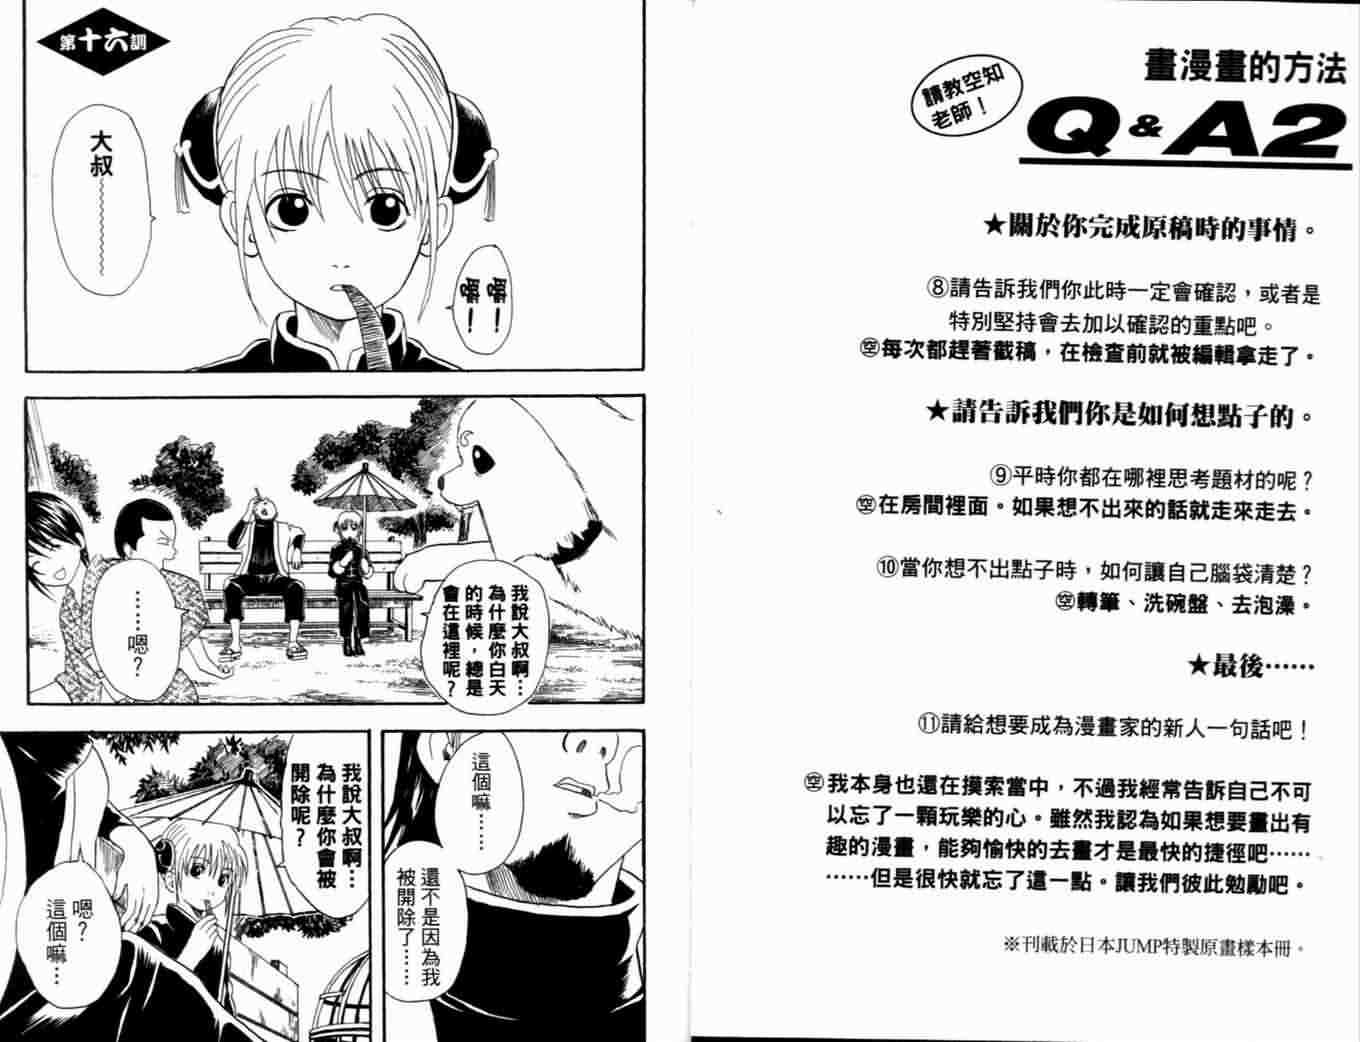 畫漫畫的方法
Q&A2
請教空知
老師！
★關於你完成原稿時的事情。
⑧請告訴我們你此時一定會確認，或者是
特別堅持會去加以確認的重點吧。
空每次都趕著截稿，在檢查前就被編輯拿走了。
★請告訴我們你是如何想點子的。
⑨平時你都在哪裡思考題材的呢？
空在房間裡面。如果想不出來的話就走來走去。
⑩當你想不出點子時，如何讓自己腦袋清楚？
空轉筆、洗碗盤、去泡澡。
★最後……
⑪請給想要成為漫畫家的新人一句話吧！
空我本身也還在摸索當中，不過我經常告訴自己不可
以忘了一顆玩樂的心。雖然我認為如果想要畫出有
趣的漫畫，能夠愉快的去畫才是最快的捷徑吧……
……但是很快就忘了這一點。讓我們彼此勉勵吧。
※刊載於日本JUMP特製原畫樣本冊。
第十六訓
大叔
我說大叔啊…
為什麼你白天
的時候，總是
會在這裡呢？
……嗯？
這個嘛……
還不是因為我
被開除了……
我說大叔啊…
為什麼你會被
開除呢？
嗯？
這個嘛…